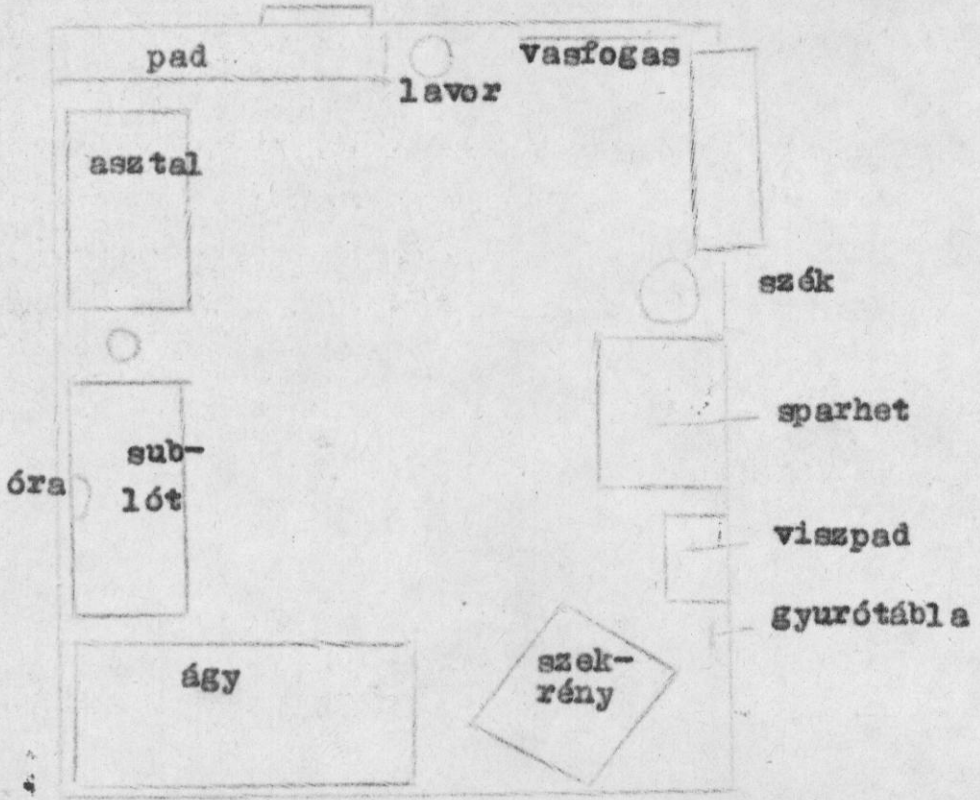 pad
vasfogas
lavor
asztal
szék
sparhet
sub-
lót
óra
viszpad
gyurótábla
szek-
rény
ágy